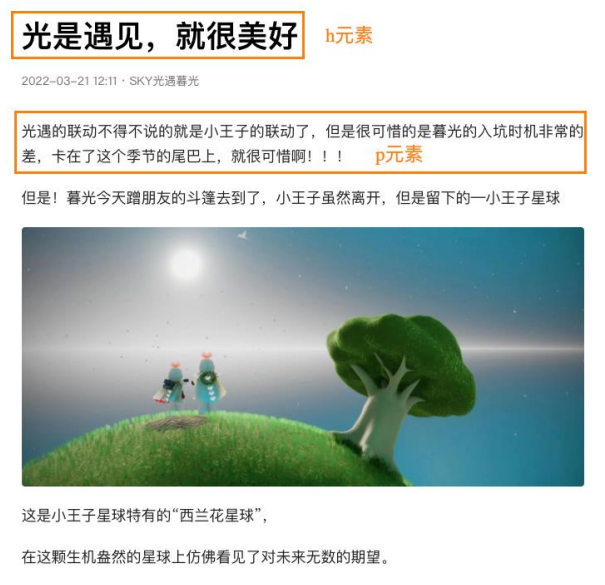 光是遇见，就很美好
h元素
2022-03-21 12:11 · SKY光遇暮光
光遇的联动不得不说的就是小王子的联动了，但是很可惜的是暮光的入坑时机非常的
差，卡在了这个季节的尾巴上，就很可惜啊！！！
p元素
但是！暮光今天蹭朋友的斗篷去到了，小王子虽然离开，但是留下的一小王子星球
这是小王子星球特有的“西兰花星球”，
在这颗生机盎然的星球上仿佛看见了对未来无数的期望。